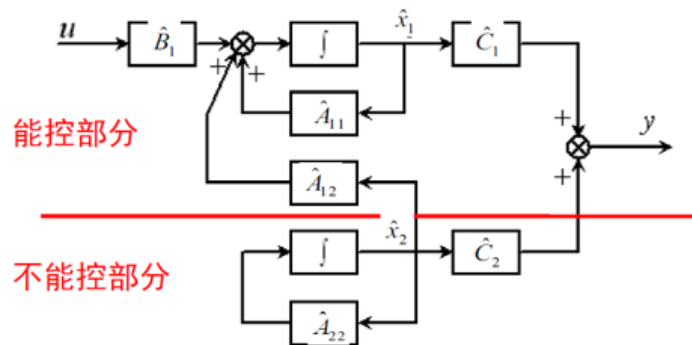 u B̂₁ + + ∫ x̂₁ Ĉ₁
Â₁₁ + y
能控部分
Â₁₂ +
x̂₂
∫ Ĉ₂
不能控部分
Â₂₂